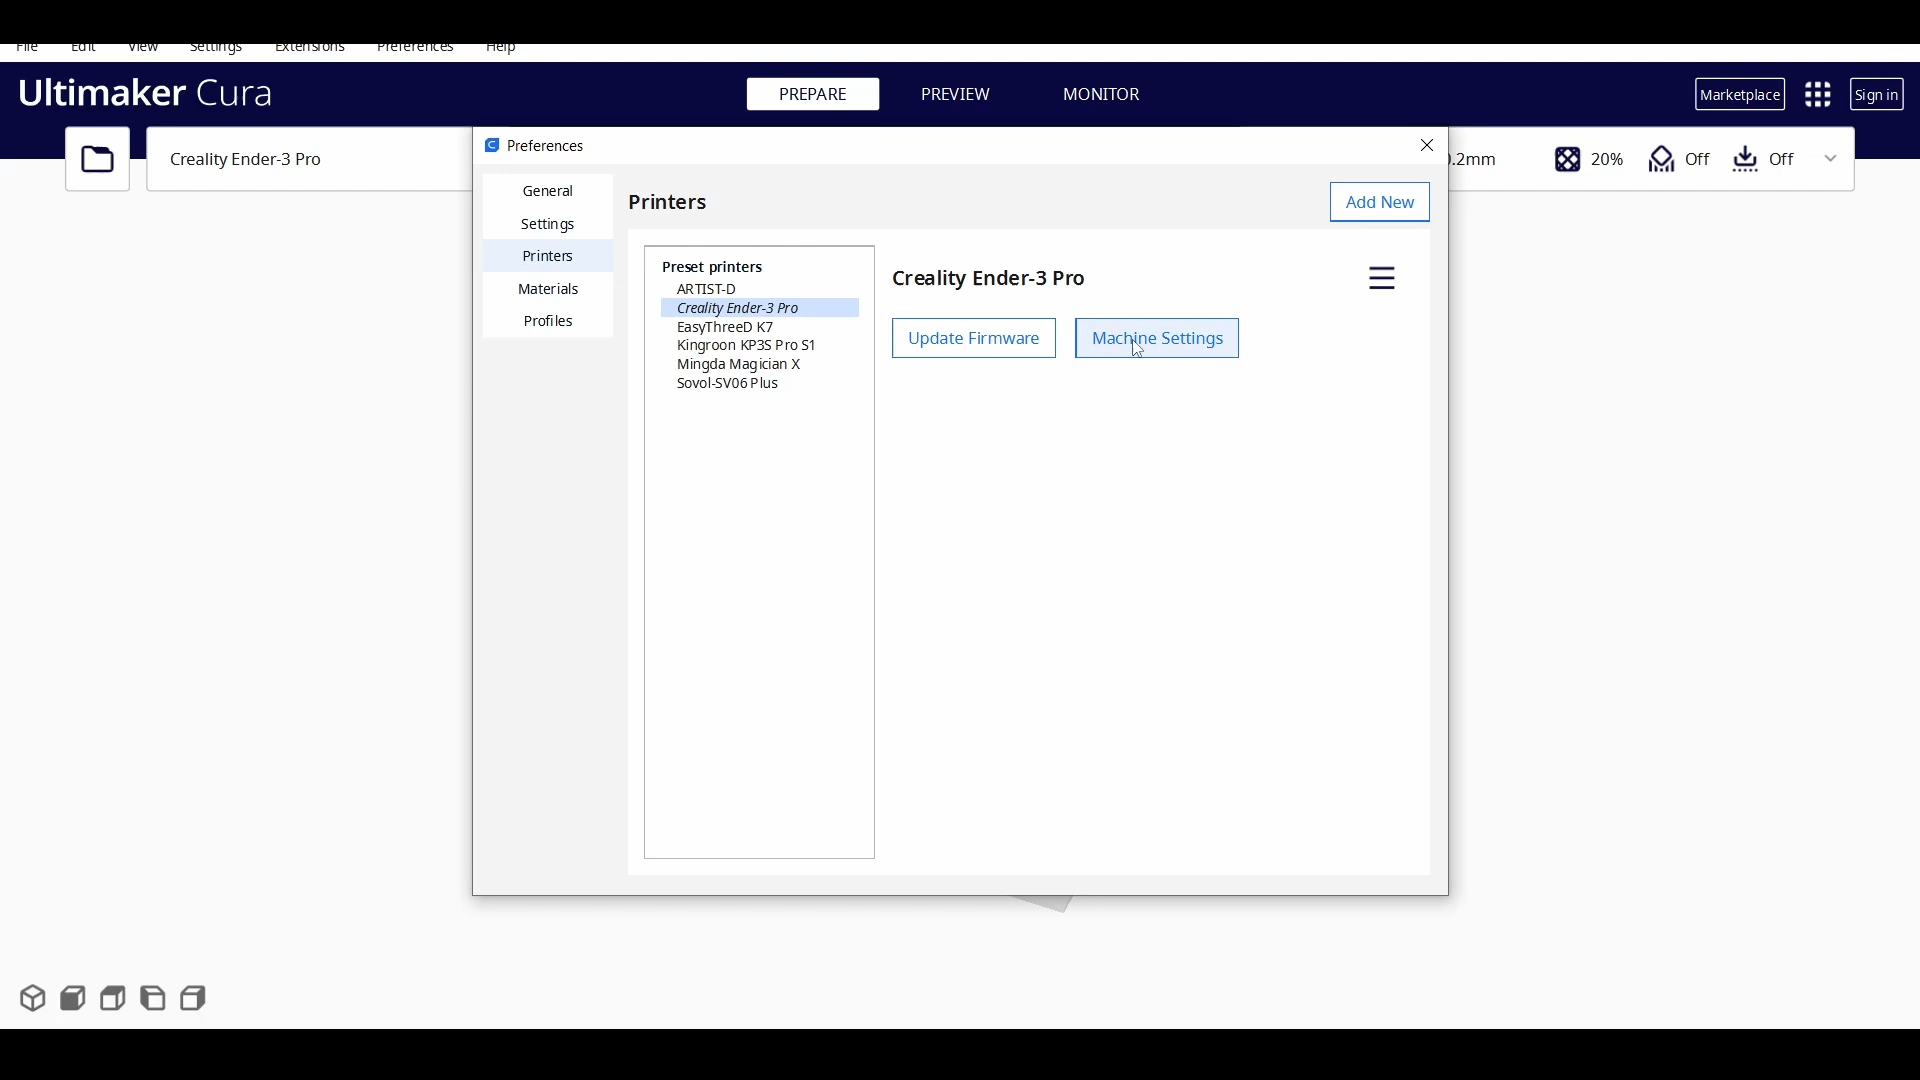 File Edit View Settings Extensions Preferences Help
Ultimaker Cura
PREPARE PREVIEW MONITOR
Marketplace Sign in
Creality Ender-3 Pro
Preferences
.2mm 20% Off Off
General
Settings
Printers
Materials
Profiles
Printers
Add New
Preset printers
ARTIST-D
Creality Ender-3 Pro
EasyThreeD K7
Kingroon KP3S Pro S1
Mingda Magician X
Sovol-SV06 Plus
Creality Ender-3 Pro
Update Firmware Machine Settings